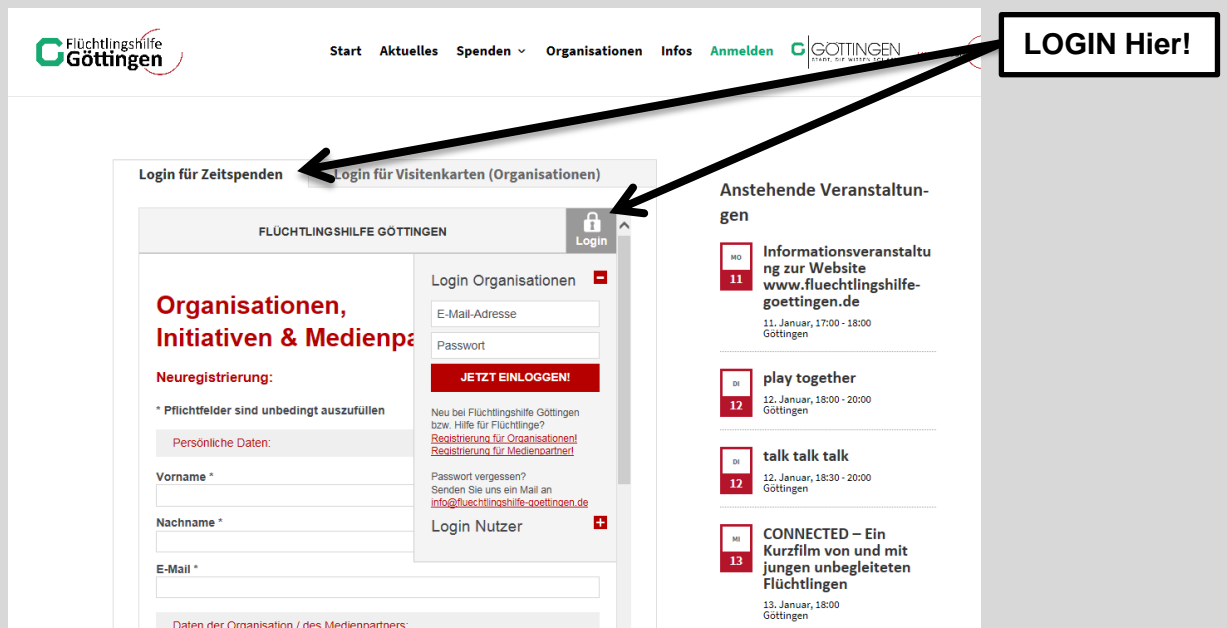 Flüchtlingshilfe
Göttingen
Start Aktuelles Spenden Organisationen Infos Anmelden
GÖTTINGEN
LOGIN Hier!
Login für Zeitspenden
Login für Visitenkarten (Organisationen)
FLÜCHTLINGSHILFE GÖTTINGEN
Login
Organisationen,
Initiativen & Medienpa
Neuregistrierung:
* Pflichtfelder sind unbedingt auszufüllen
Persönliche Daten:
Vorname *
Nachname *
E-Mail *
Daten der Organisation / des Medienpartners:
Login Organisationen
E-Mail-Adresse
Passwort
JETZT EINLOGGEN!
Neu bei Flüchtlingshilfe Göttingen
bzw. Hilfe für Flüchtlinge?
Registrierung für Organisationen!
Registrierung für Medienpartner!
Passwort vergessen?
Senden Sie uns ein Mail an
info@fluechtlingshilfe-goettingen.de
Login Nutzer
Anstehende Veranstaltun-
gen
MO
11
Informationsveranstaltu
ng zur Website
www.fluechtlingshilfe-
goettingen.de
11. Januar, 17:00 - 18:00
Göttingen
DI
12
play together
12. Januar, 18:00 - 20:00
Göttingen
DI
12
talk talk talk
12. Januar, 18:30 - 20:00
Göttingen
MI
13
CONNECTED – Ein
Kurzfilm von und mit
jungen unbegleiteten
Flüchtlingen
13. Januar, 18:00
Göttingen